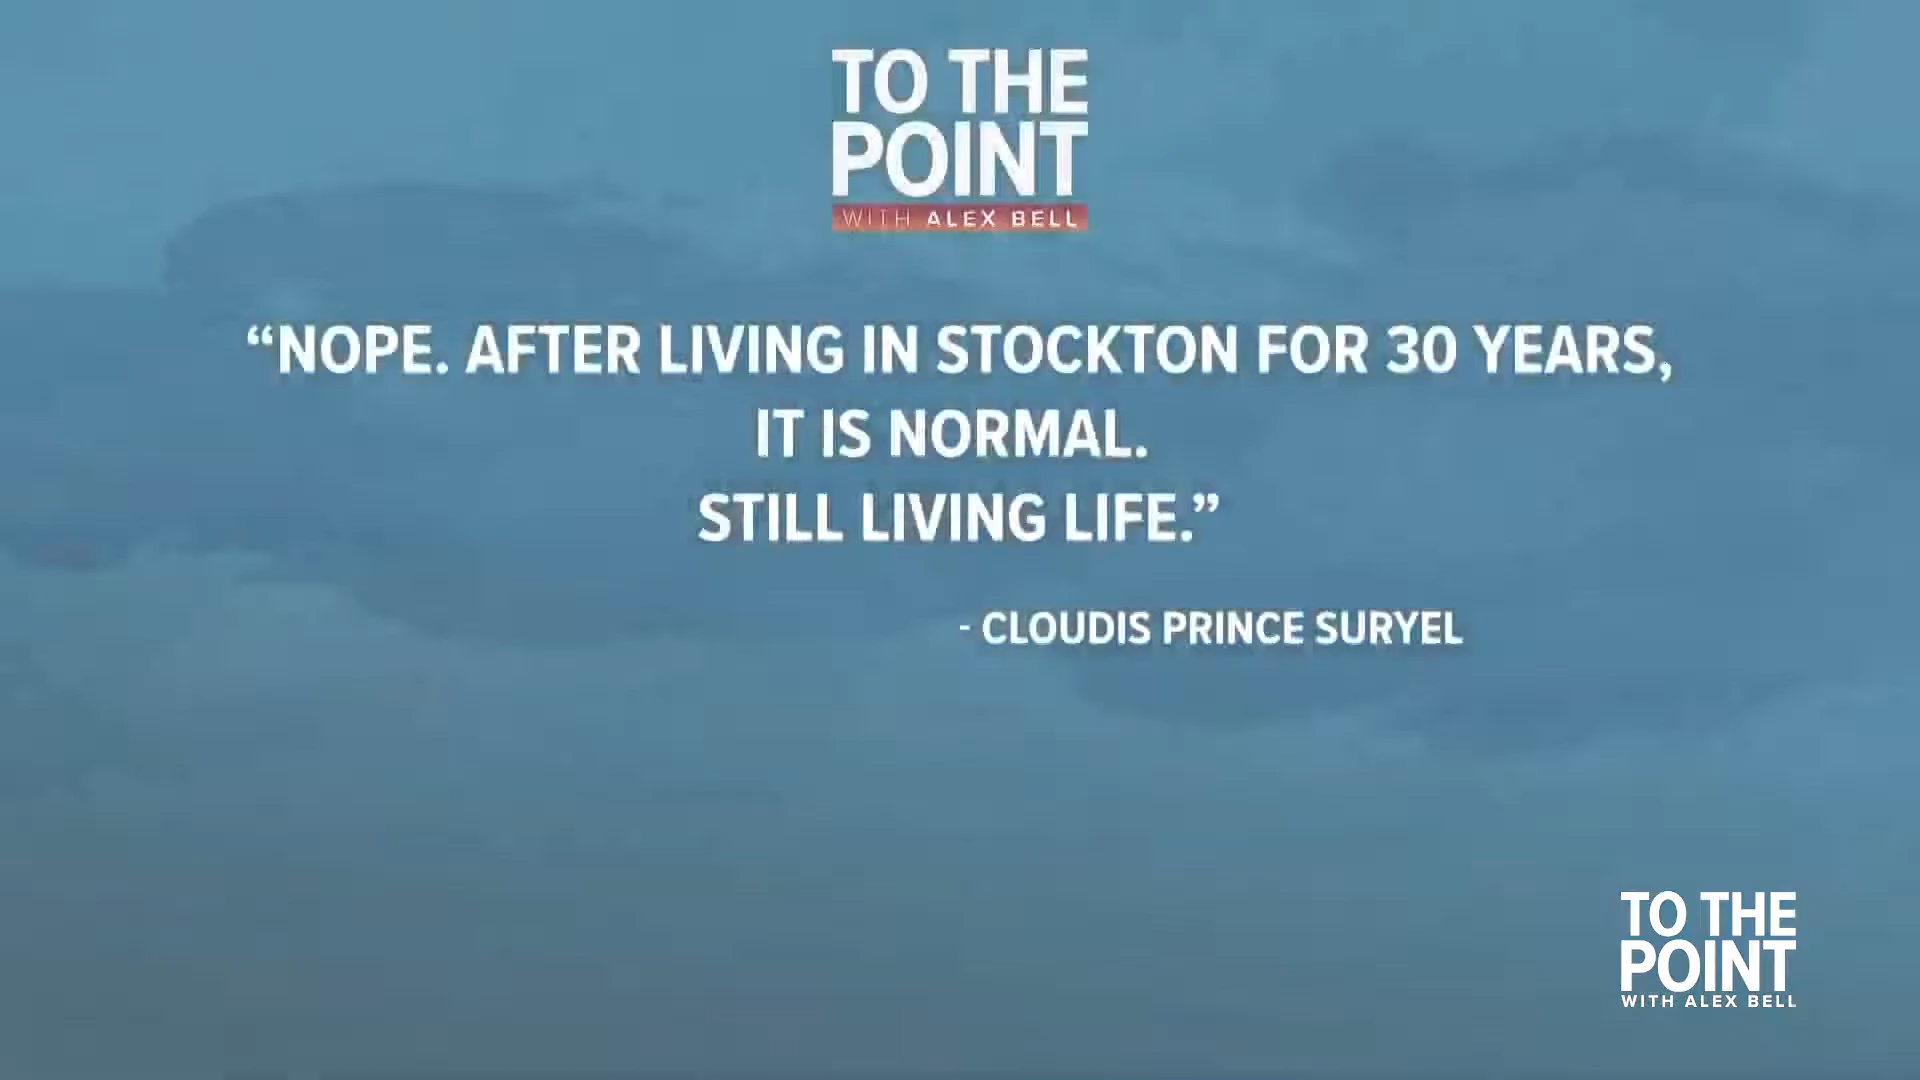 TO THE
POINT
WITH ALEX BELL
“NOPE. AFTER LIVING IN STOCKTON FOR 30 YEARS,
IT IS NORMAL.
STILL LIVING LIFE.”
- CLOUDIS PRINCE SURYEL
TO THE
POINT
WITH ALEX BELL